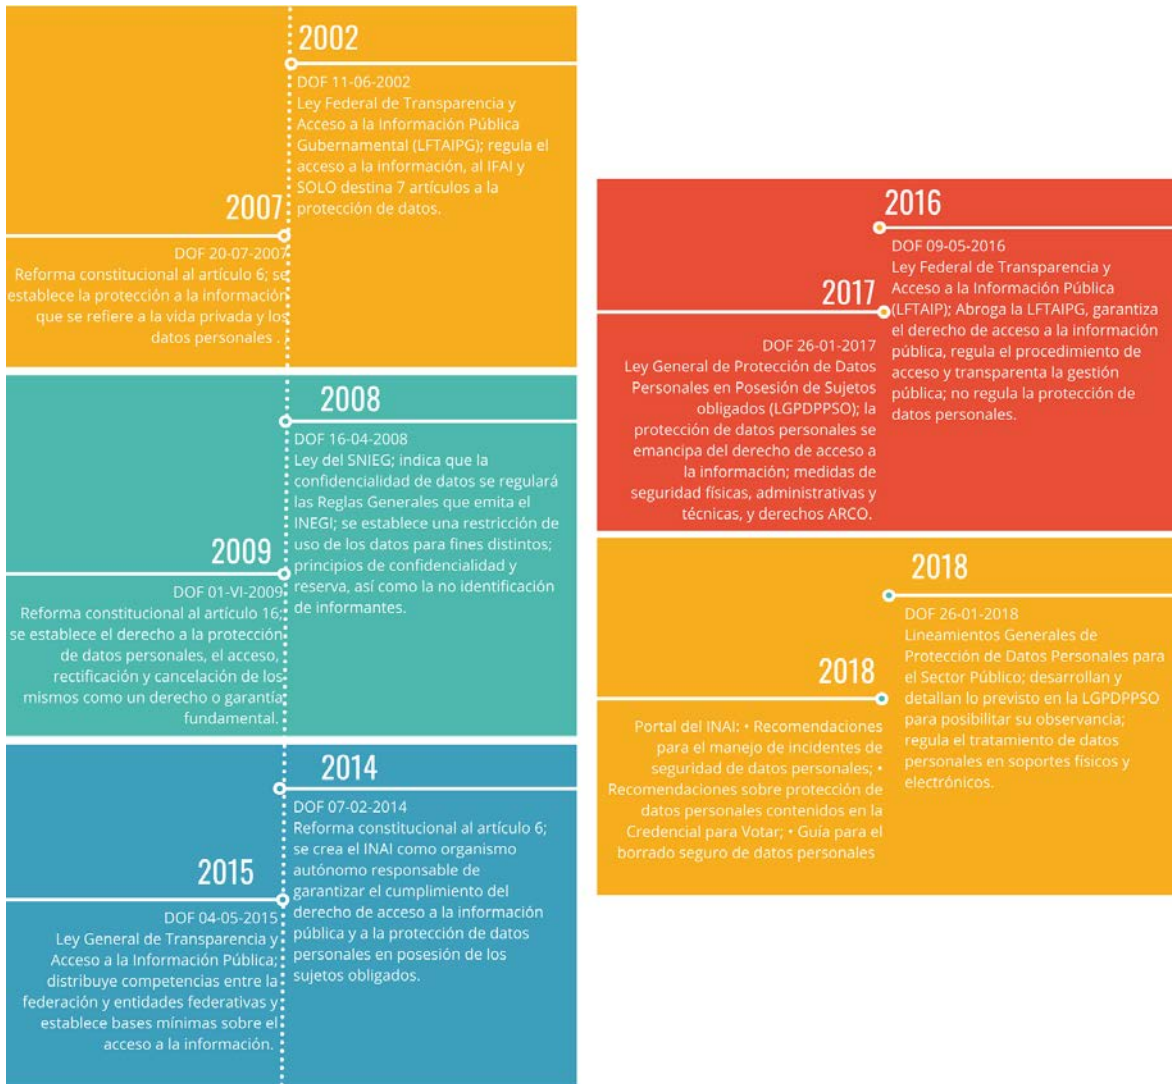 2002
DOF 11-06-2002
Ley Federal de Transparencia y
Acceso a la Información Pública
Gubernamental (LFTAIPG); regula el
acceso a la información, al IFAI y
SOLO destina 7 artículos a la
protección de datos.
2007
DOF 20-07-2007
Reforma constitucional al artículo 6; se
establece la protección a la información
que se refiere a la vida privada y los
datos personales .
2008
DOF 16-04-2008
Ley del SNIEG; indica que la
confidencialidad de datos se regulará
las Reglas Generales que emita el
INEGI; se establece una restricción de
uso de los datos para fines distintos;
principios de confidencialidad y
reserva, así como la no identificación
de informantes.
2009
DOF 01-VI-2009
Reforma constitucional al artículo 16;
se establece el derecho a la protección
de datos personales, el acceso,
rectificación y cancelación de los
mismos como un derecho o garantía
fundamental.
2014
DOF 07-02-2014
Reforma constitucional al artículo 6;
se crea el INAI como organismo
autónomo responsable de
garantizar el cumplimiento del
derecho de acceso a la información
pública y a la protección de datos
personales en posesión de los
sujetos obligados.
2015
DOF 04-05-2015
Ley General de Transparencia y
Acceso a la Información Pública;
distribuye competencias entre la
federación y entidades federativas y
establece bases mínimas sobre el
acceso a la información.
2016
DOF 09-05-2016
Ley Federal de Transparencia y
Acceso a la Información Pública
(LFTAIP); Abroga la LFTAIPG, garantiza
el derecho de acceso a la información
pública, regula el procedimiento de
acceso y transparenta la gestión
pública; no regula la protección de
datos personales.
2017
DOF 26-01-2017
Ley General de Protección de Datos
Personales en Posesión de Sujetos
obligados (LGPDPPSO); la
protección de datos personales se
emancipa del derecho de acceso a
la información; medidas de
seguridad físicas, administrativas y
técnicas, y derechos ARCO.
2018
DOF 26-01-2018
Lineamientos Generales de
Protección de Datos Personales para
el Sector Público; desarrollan y
detallan lo previsto en la LGPDPPSO
para posibilitar su observancia;
regula el tratamiento de datos
personales en soportes físicos y
electrónicos.
2018
Portal del INAI: • Recomendaciones
para el manejo de incidentes de
seguridad de datos personales; •
Recomendaciones sobre protección de
datos personales contenidos en la
Credencial para Votar; • Guía para el
borrado seguro de datos personales